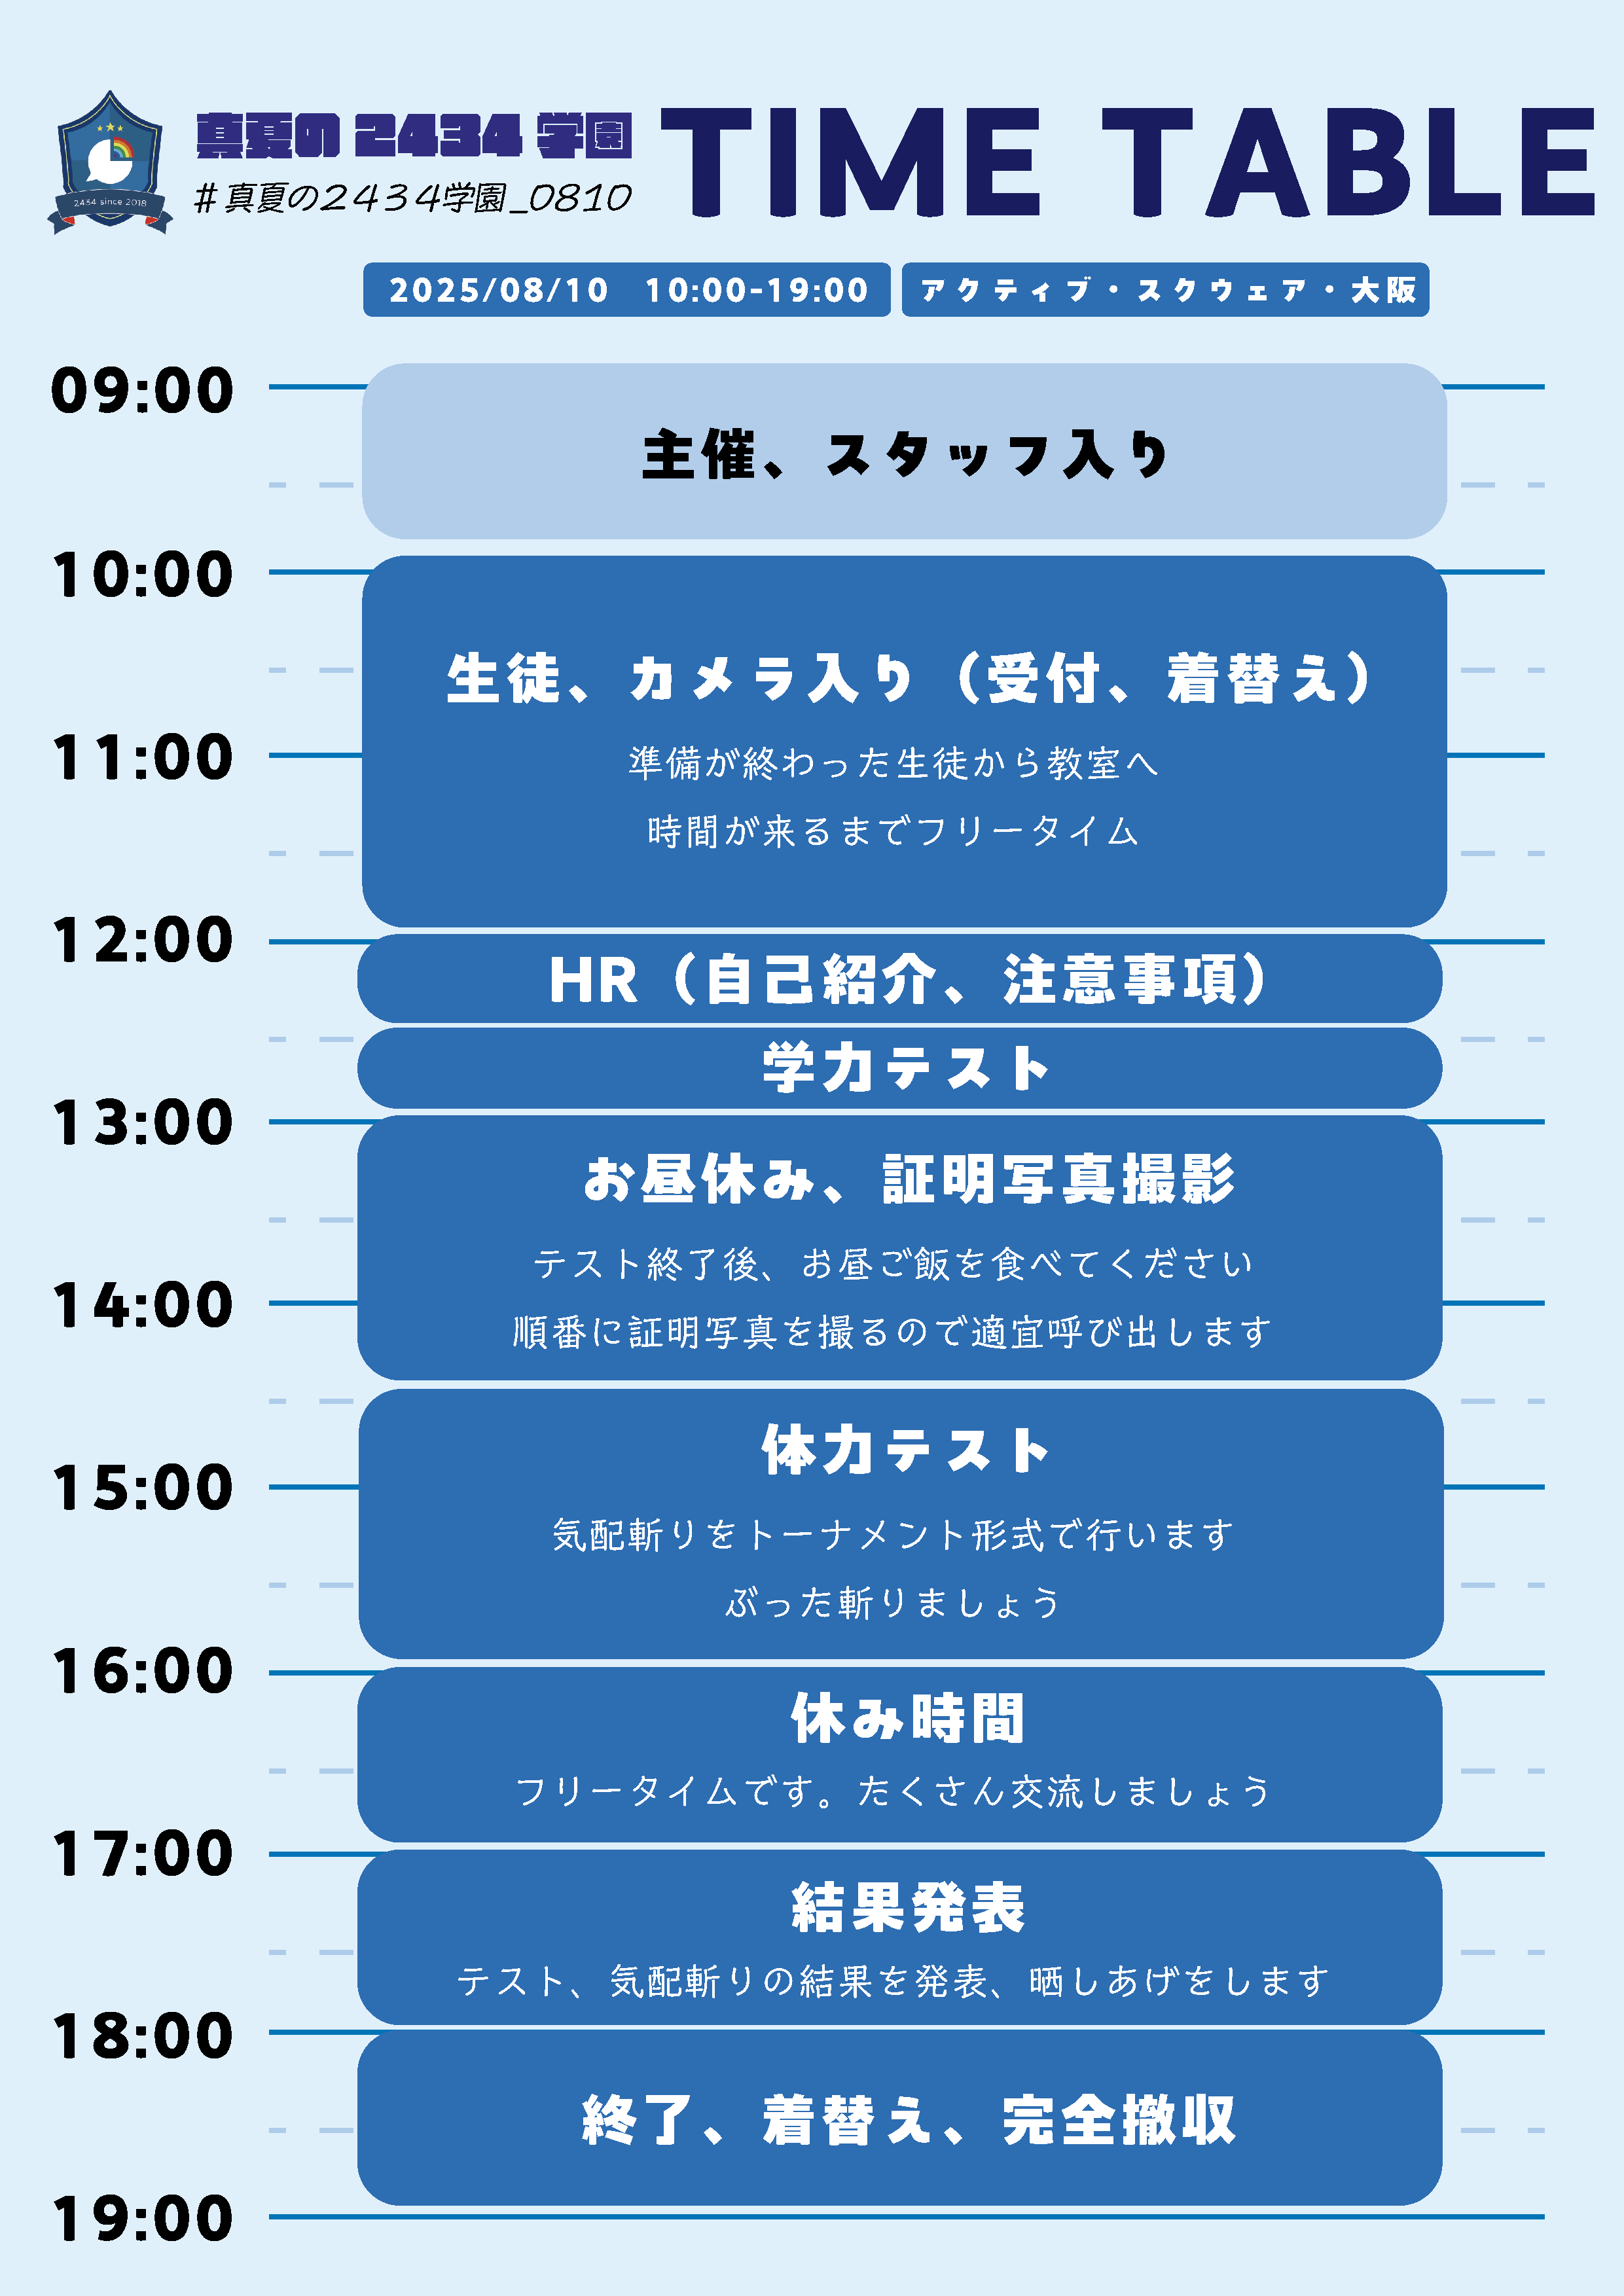 真夏の 2434 学園
#真夏の2434学園_0810
TIME TABLE
2434 since 2018
2025/08/10 10:00-19:00
アクティブ・スクウェア・大阪
09:00
主催、スタッフ入り
10:00
生徒、カメラ入り（受付、着替え）
11:00
準備が終わった生徒から教室へ
時間が来るまでフリータイム
12:00
HR（自己紹介、注意事項）
学力テスト
13:00
お昼休み、証明写真撮影
テスト終了後、お昼ご飯を食べてください
14:00
順番に証明写真を撮るので適宜呼び出します
体力テスト
15:00
気配斬りをトーナメント形式で行います
ぶった斬りましょう
16:00
休み時間
フリータイムです。たくさん交流しましょう
17:00
結果発表
テスト、気配斬りの結果を発表、晒しあげをします
18:00
終了、着替え、完全撤収
19:00